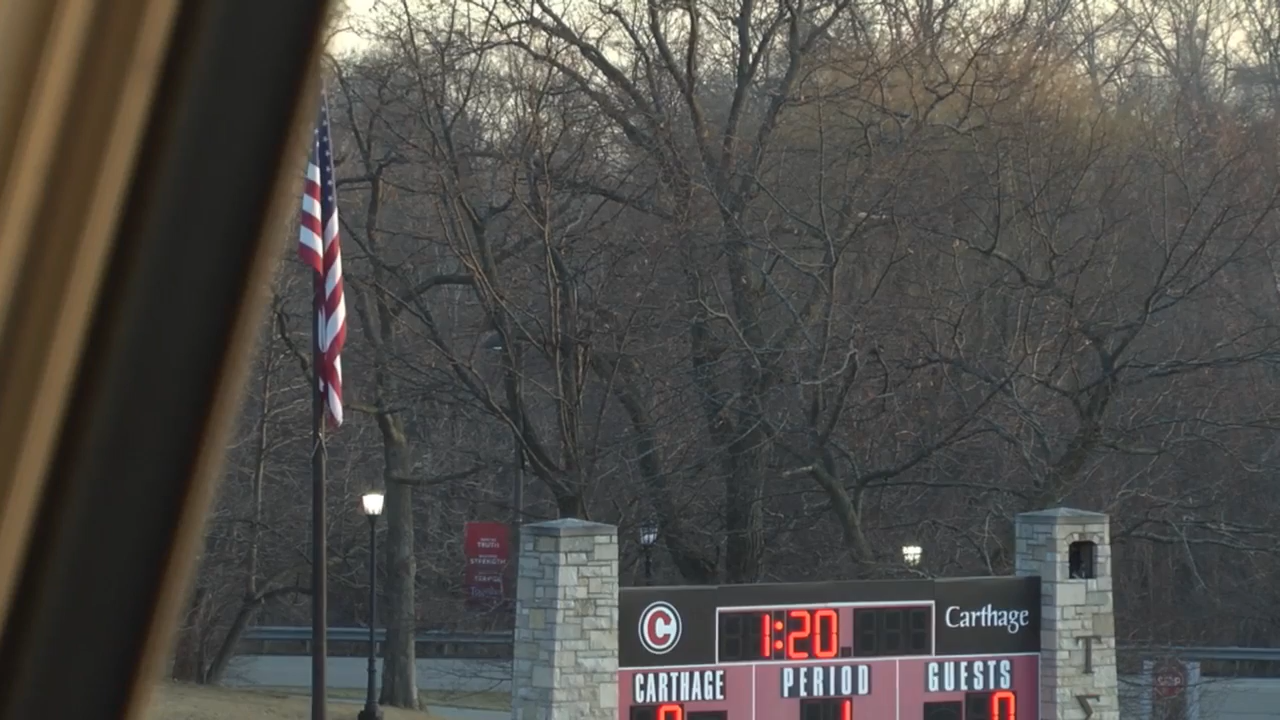 TRUTH
STRENGTH
C
1:20
Carthage
CARTHAGE
PERIOD
GUESTS
0
1
0
T